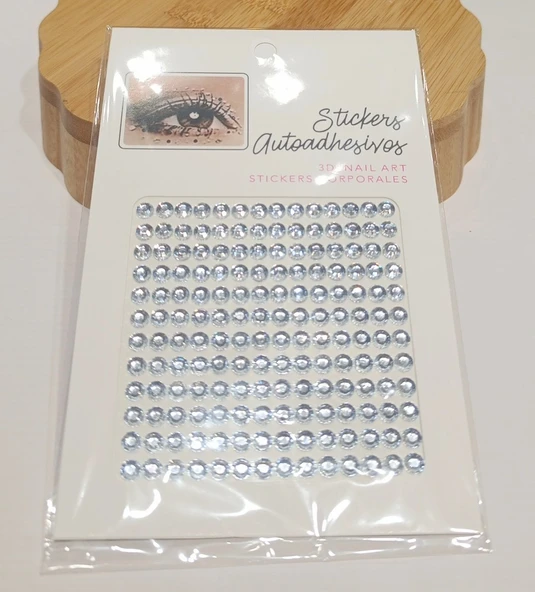 Stickers
Autoadhesivos
3D NAIL ART
STICKERS CORPORALES